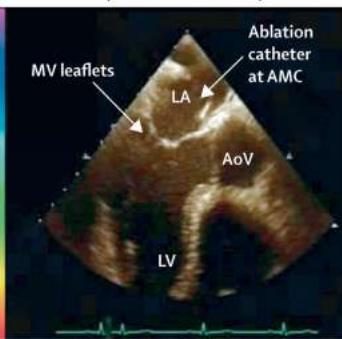 Ablation
catheter
at AMC
MV leaflets
LA
AoV
LV